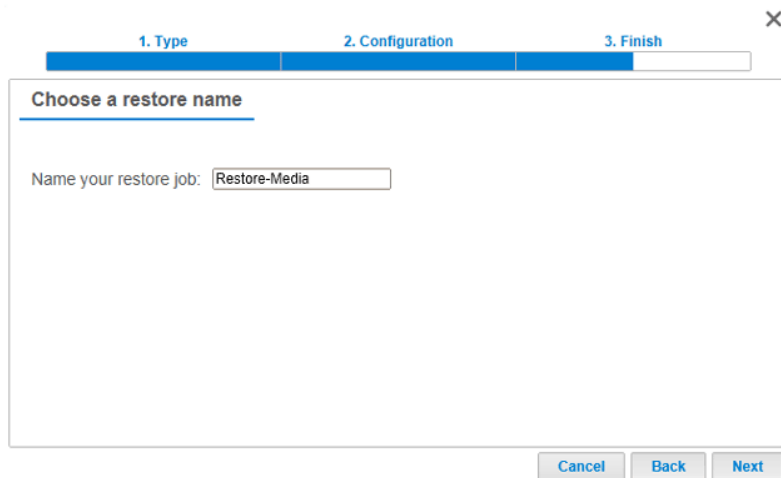 1. Type 2. Configuration 3. Finish
Choose a restore name
Name your restore job: Restore-Media
Cancel Back Next